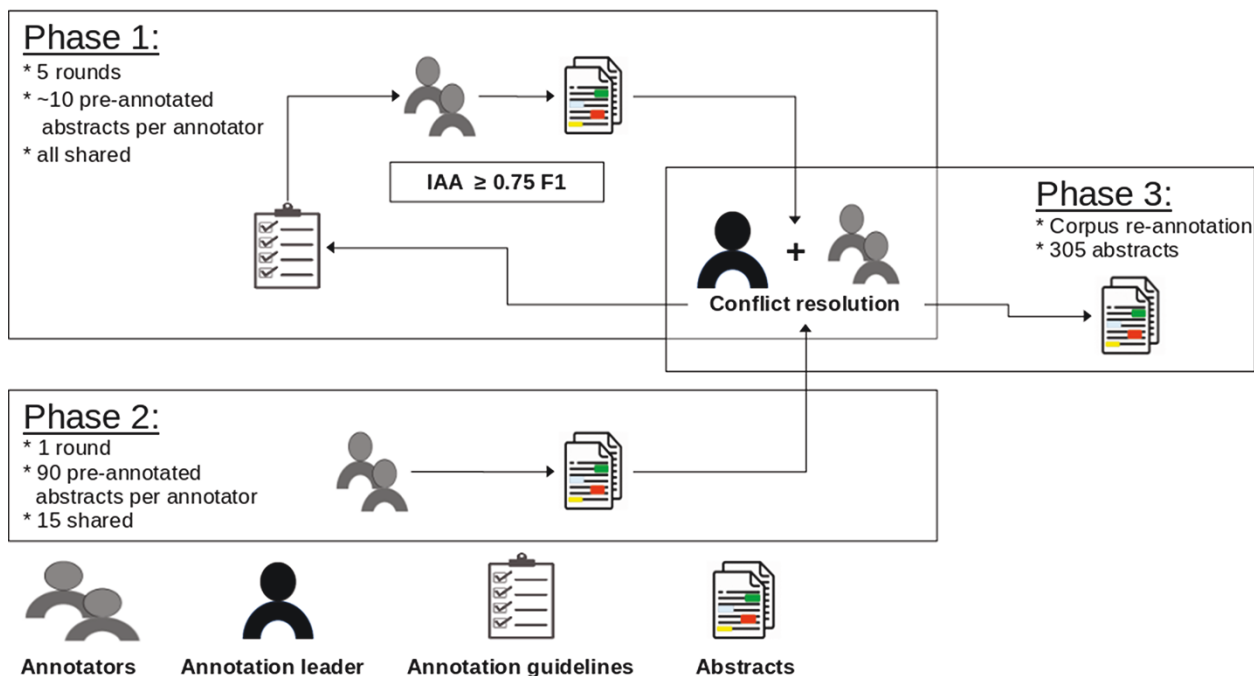 Phase 1:
* 5 rounds
* ~10 pre-annotated
abstracts per annotator
* all shared
IAA ≥ 0.75 F1
Phase 3:
* Corpus re-annotation
* 305 abstracts
+
Conflict resolution
Phase 2:
* 1 round
* 90 pre-annotated
abstracts per annotator
* 15 shared
Annotators
Annotation leader
Annotation guidelines
Abstracts